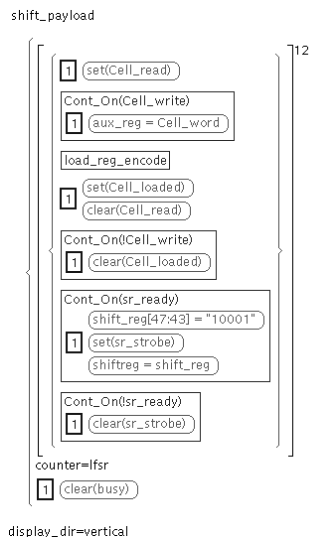 shift_payload
12
1 set(Cell_read)
Cont_On(Cell_write)
1 aux_reg = Cell_word
load_reg_encode
set(Cell_loaded)
1
clear(Cell_read)
Cont_On(!Cell_write)
1 clear(Cell_loaded)
Cont_On(sr_ready)
shift_reg[47:43] = "10001"
1 set(sr_strobe)
shiftreg = shift_reg
Cont_On(!sr_ready)
1 clear(sr_strobe)
counter=lfsr
1 clear(busy)
display_dir=vertical